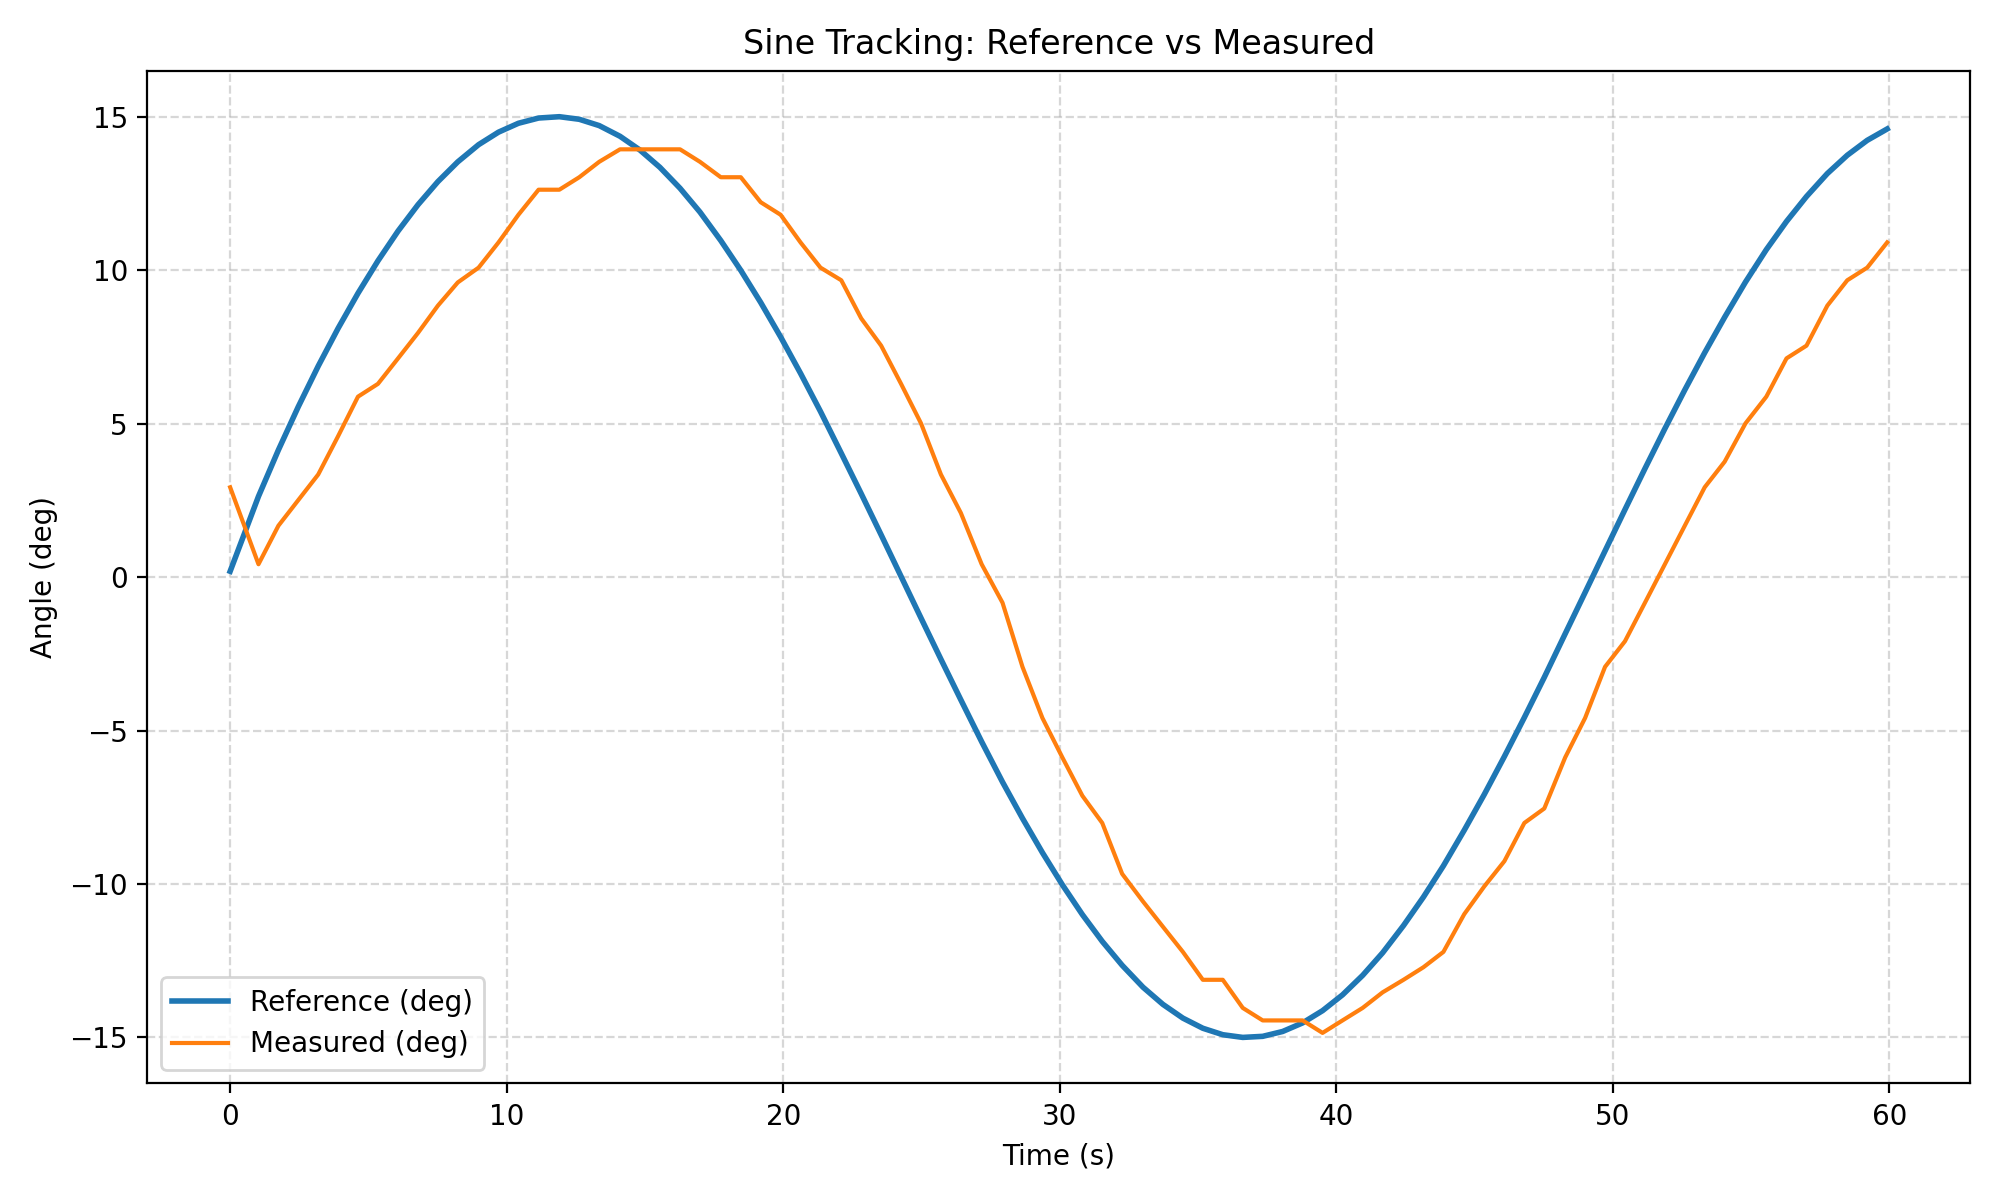 Sine Tracking: Reference vs Measured
Angle (deg)
15
10
5
0
−5
−10
−15
Reference (deg)
Measured (deg)
0 10 20 30 40 50 60
Time (s)